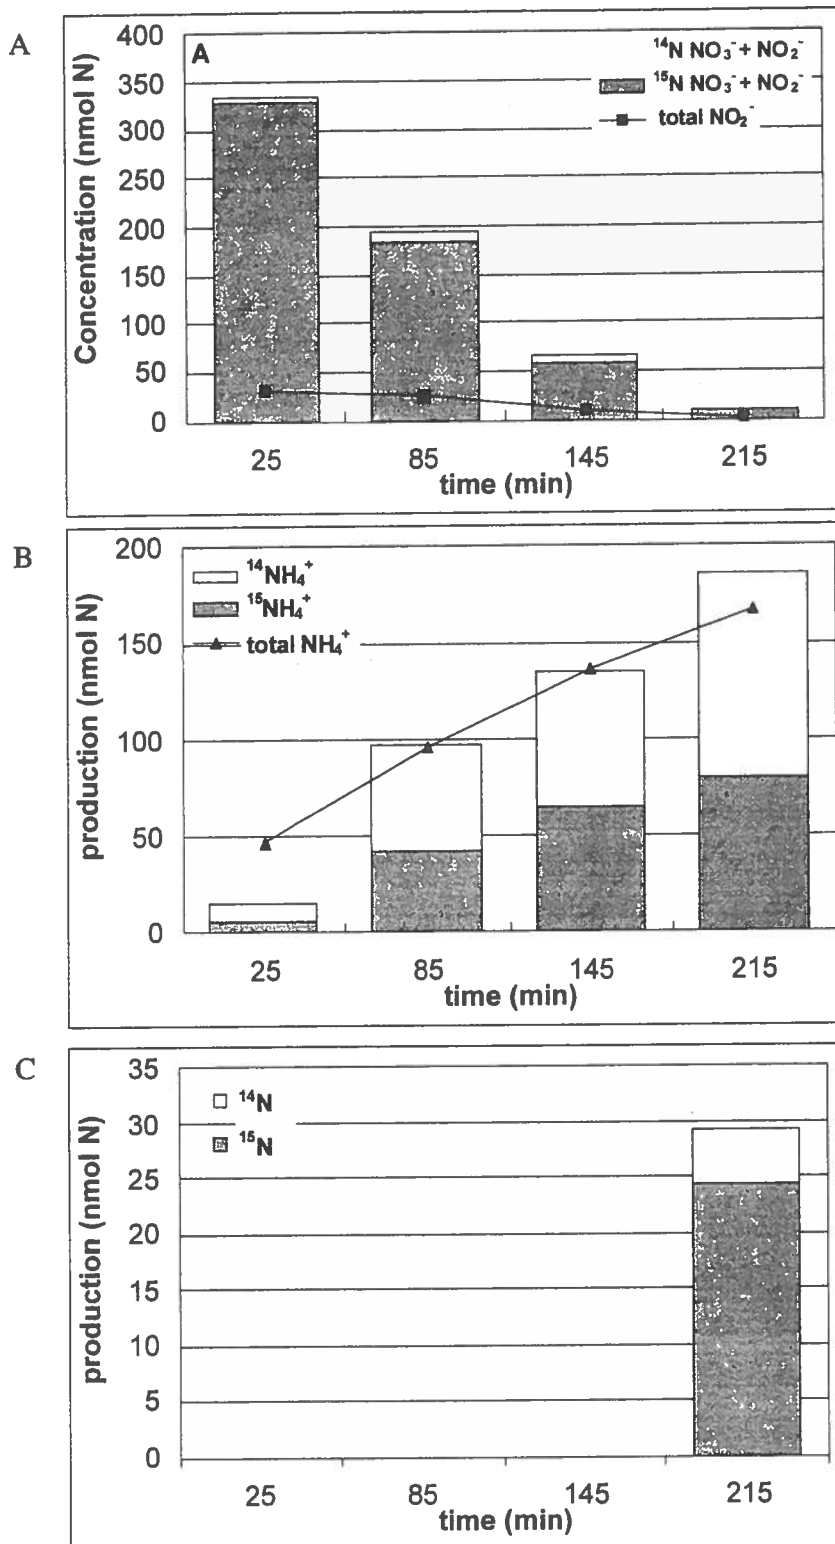 A
A
¹⁴N NO₃⁻ + NO₂⁻
¹⁵N NO₃⁻ + NO₂⁻
total NO₂⁻
Concentration (nmol N)
400
350
300
250
200
150
100
50
0
25 85 145 215
time (min)
B
¹⁴NH₄⁺
¹⁵NH₄⁺
total NH₄⁺
production (nmol N)
200
150
100
50
0
25 85 145 215
time (min)
C
¹⁴N
¹⁵N
production (nmol N)
35
30
25
20
15
10
5
0
25 85 145 215
time (min)